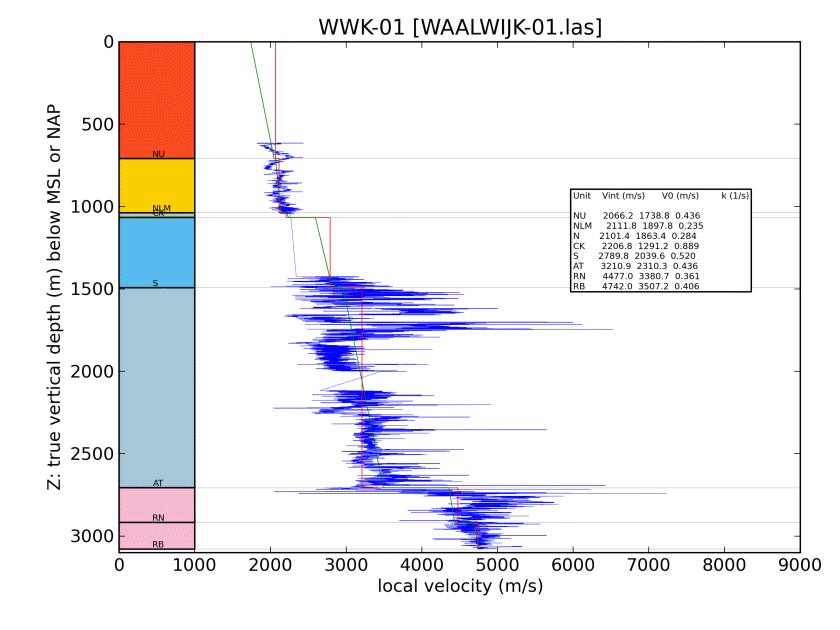 WWK-01 [WAALWIJK-01.las]
0
500
1000
1500
2000
2500
3000
Z: true vertical depth (m) below MSL or NAP
NU
NLM
CK
S
AT
RN
RB
Unit Vint (m/s) V0 (m/s) k (1/s)
NU 2066.2 1738.8 0.436
NLM 2111.8 1897.8 0.235
N 2101.4 1863.4 0.284
CK 2206.8 1291.2 0.889
S 2789.8 2039.6 0.520
AT 3210.9 2310.3 0.436
RN 4477.0 3380.7 0.361
RB 4742.0 3507.2 0.406
0 1000 2000 3000 4000 5000 6000 7000 8000 9000
local velocity (m/s)